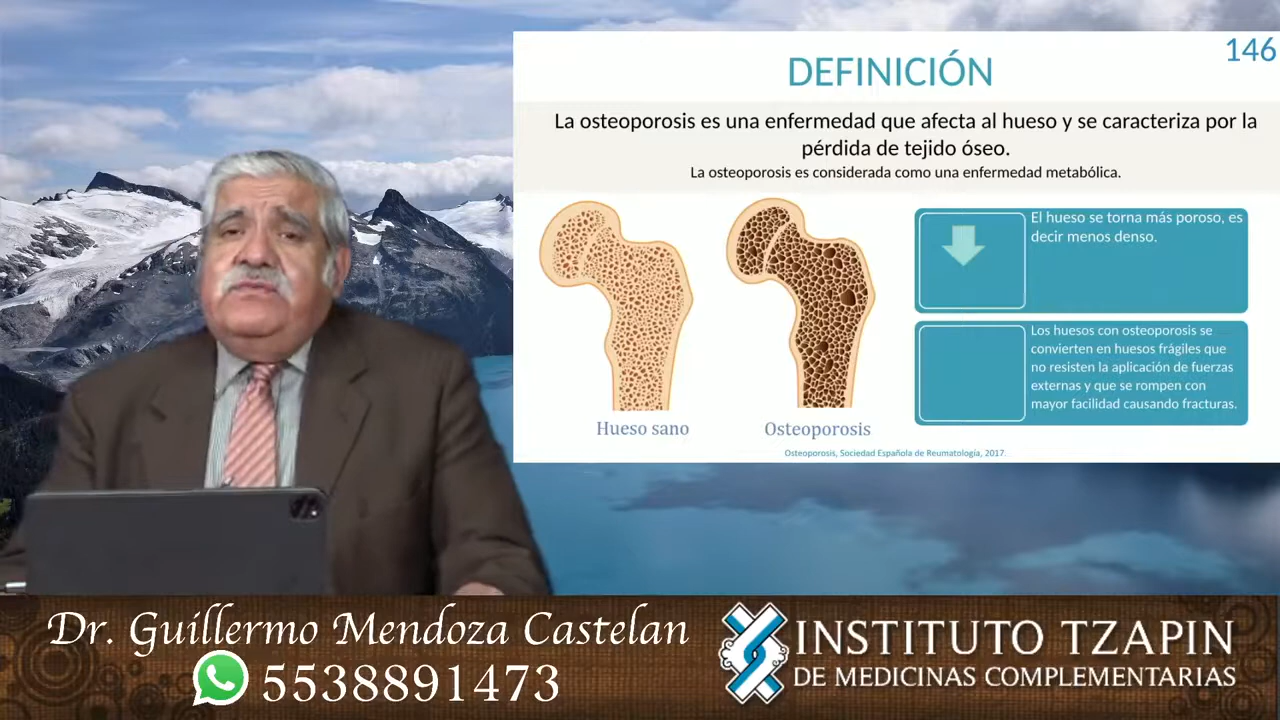 146
DEFINICIÓN
La osteoporosis es una enfermedad que afecta al hueso y se caracteriza por la
pérdida de tejido óseo.
La osteoporosis es considerada como una enfermedad metabólica.
El hueso se torna más poroso, es
decir menos denso.
Los huesos con osteoporosis se
convierten en huesos frágiles que
no resisten la aplicación de fuerzas
externas y que se rompen con
mayor facilidad causando fracturas.
Hueso sano
Osteoporosis
Osteoporosis, Sociedad Española de Reumatología, 2017.
Dr. Guillermo Mendoza Castelan
5538891473
INSTITUTO TZAPIN
DE MEDICINAS COMPLEMENTARIAS